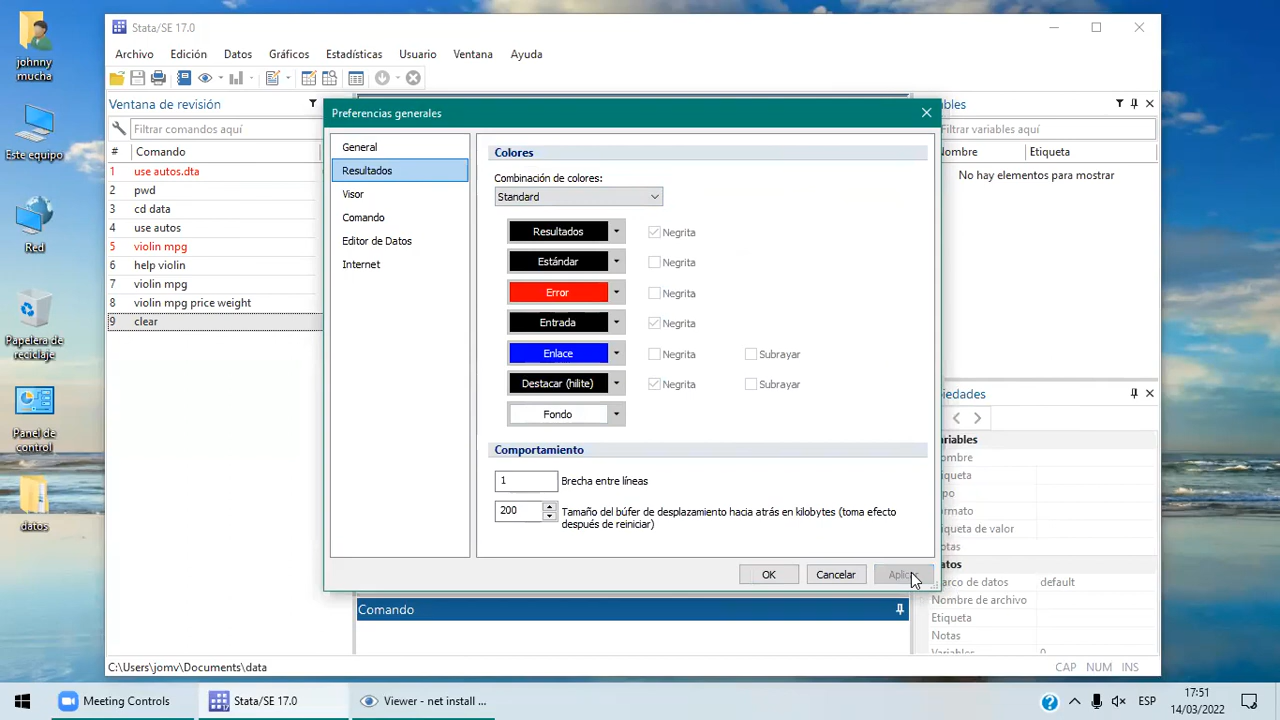 Stata/SE 17.0
Archivo Edición Datos Gráficos Estadísticas Usuario Ventana Ayuda
johnny mucha
Este equipo
Red
Papelera de reciclaje
Panel de control
datos
Ventana de revisión
Filtrar comandos aquí
# Comando
1 use autos.dta
2 pwd
3 cd data
4 use autos
5 violin mpg
6 help violin
7 violin mpg
8 violin mpg price weight
9 clear
Preferencias generales
General
Resultados
Visor
Comando
Editor de Datos
Internet
Colores
Combinación de colores:
Standard
Resultados Negrita
Estándar Negrita
Error Negrita
Entrada Negrita
Enlace Negrita Subrayar
Destacar (hilite) Negrita Subrayar
Fondo
Comportamiento
1 Brecha entre líneas
200 Tamaño del búfer de desplazamiento hacia atrás en kilobytes (toma efecto
después de reiniciar)
OK Cancelar
bles
Filtrar variables aquí
ombre Etiqueta
No hay elementos para mostrar
iedades
ariables
ombre
tiqueta
ipo
ormato
tiqueta de valor
otas
atos
arco de datos default
Nombre de archivo
Etiqueta
Notas
Variables 0
Comando
C:\Users\jomv\Documents\data
CAP NUM INS
Meeting Controls
Stata/SE 17.0
Viewer - net install ...
ESP
17:51
14/03/2022